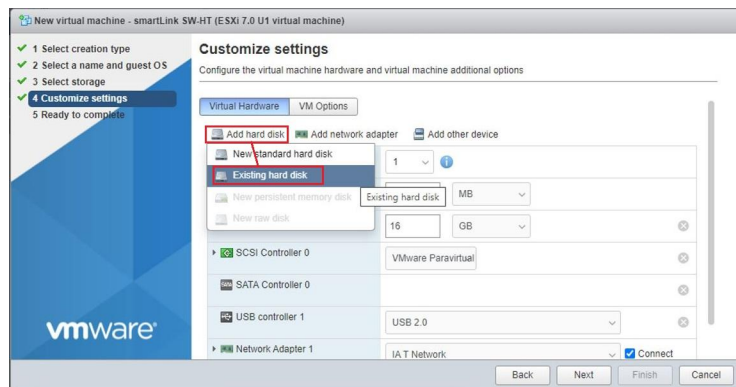 New virtual machine - smartLink SW-HT (ESXi 7.0 U1 virtual machine)
1 Select creation type
2 Select a name and guest OS
3 Select storage
4 Customize settings
5 Ready to complete
vmware
Customize settings
Configure the virtual machine hardware and virtual machine additional options
Virtual Hardware VM Options
Add hard disk Add network adapter Add other device
New standard hard disk
1
Existing hard disk
New persistent memory disk
Existing hard disk
MB
New raw disk
16 GB
SCSI Controller 0 VMware Paravirtual
SATA Controller 0
USB controller 1 USB 2.0
Network Adapter 1 IA T Network Connect
Back Next Finish Cancel